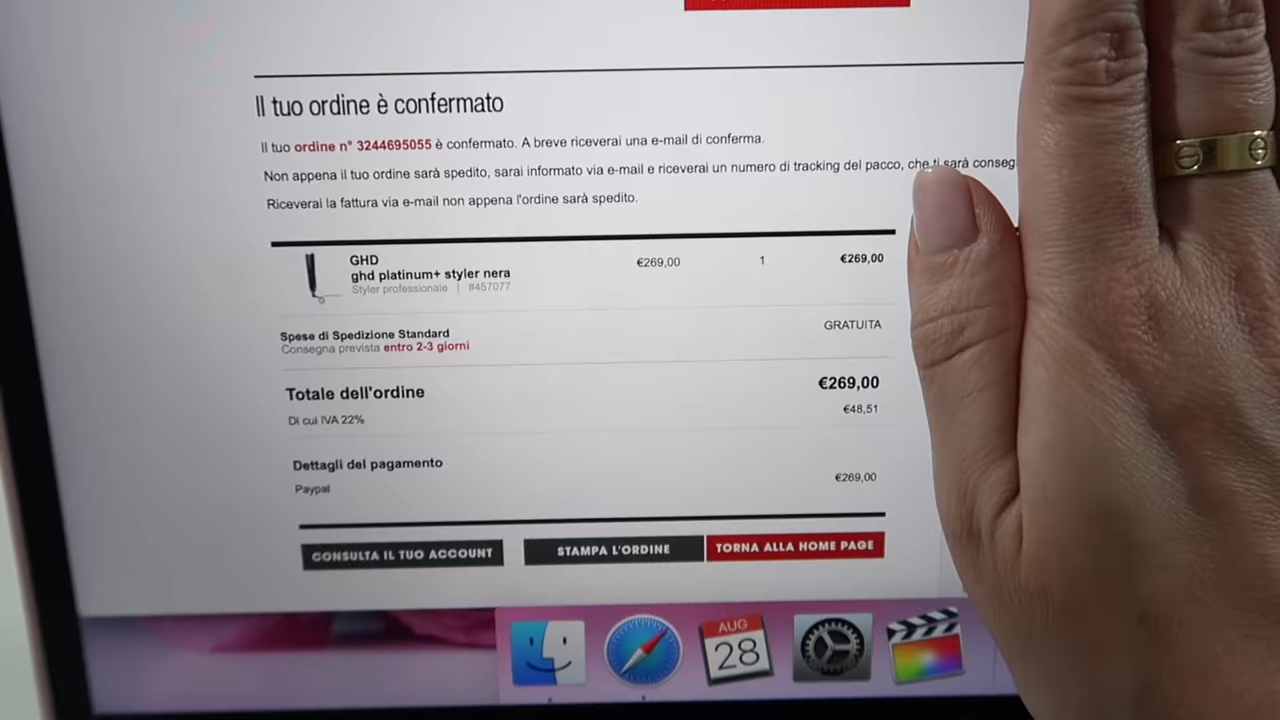 Il tuo ordine è confermato
Il tuo ordine n° 3244695055 è confermato. A breve riceverai una e-mail di conferma.
Non appena il tuo ordine sarà spedito, sarai informato via e-mail e riceverai un numero di tracking del pacco, che ti sarà
Riceverai la fattura via e-mail non appena l'ordine sarà spedito.
GHD
ghd platinum+ styler nera €269,00 1 €269,00
Styler professionale | #457077
Spese di Spedizione Standard GRATUITA
Consegna prevista entro 2-3 giorni
Totale dell'ordine €269,00
Di cui IVA 22% €48,51
Dettagli del pagamento
Paypal €269,00
CONSULTA IL TUO ACCOUNT STAMPA L'ORDINE TORNA ALLA HOME PAGE
AUG
28